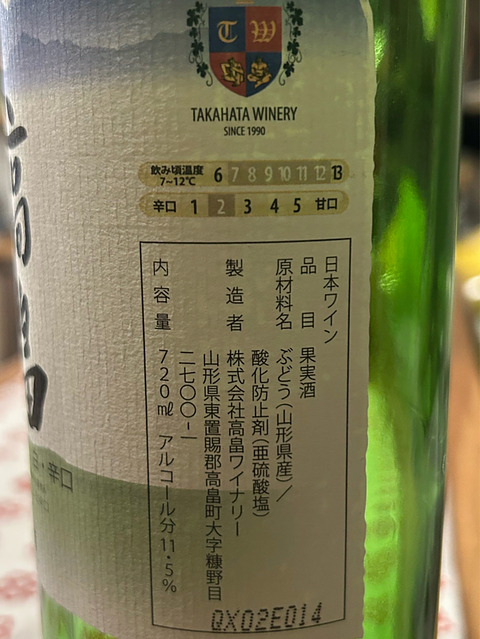 TW
TAKAHATA WINERY
SINCE 1990
飲み頃温度
7~12℃
6 7 8 9 10 11 12 13
辛口 1 2 3 4 5 甘口
日本ワイン
品目 果実酒
原材料名 ぶどう(山形県産)/
酸化防止剤(亜硫酸塩)
製造者 株式会社高畠ワイナリー
山形県東置賜郡高畠町大字糠野目
二七〇〇-一
内容量 720㎖ アルコール分11.5%
・辛口
QX02E014